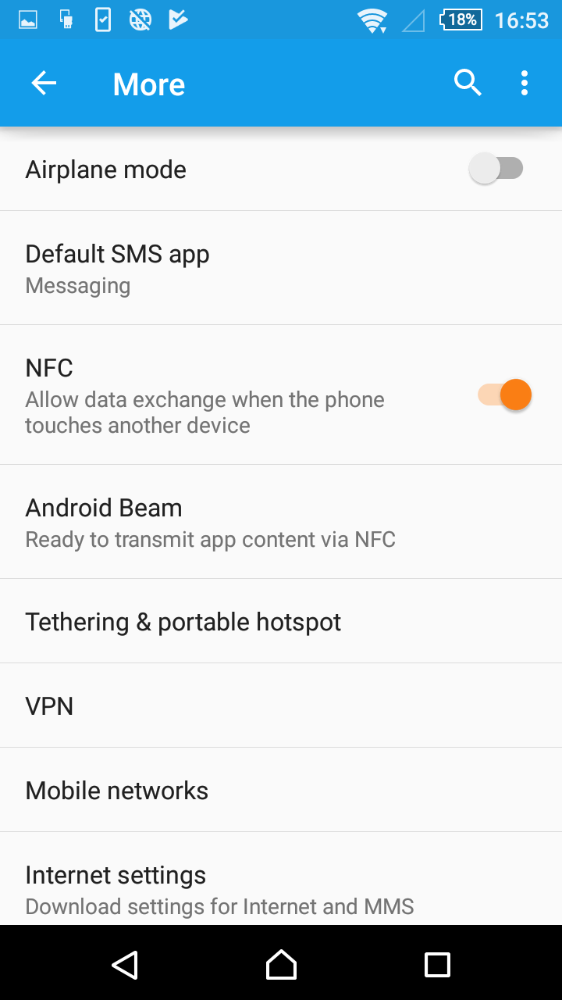 18% 16:53
More
Airplane mode
Default SMS app
Messaging
NFC
Allow data exchange when the phone
touches another device
Android Beam
Ready to transmit app content via NFC
Tethering & portable hotspot
VPN
Mobile networks
Internet settings
Download settings for Internet and MMS